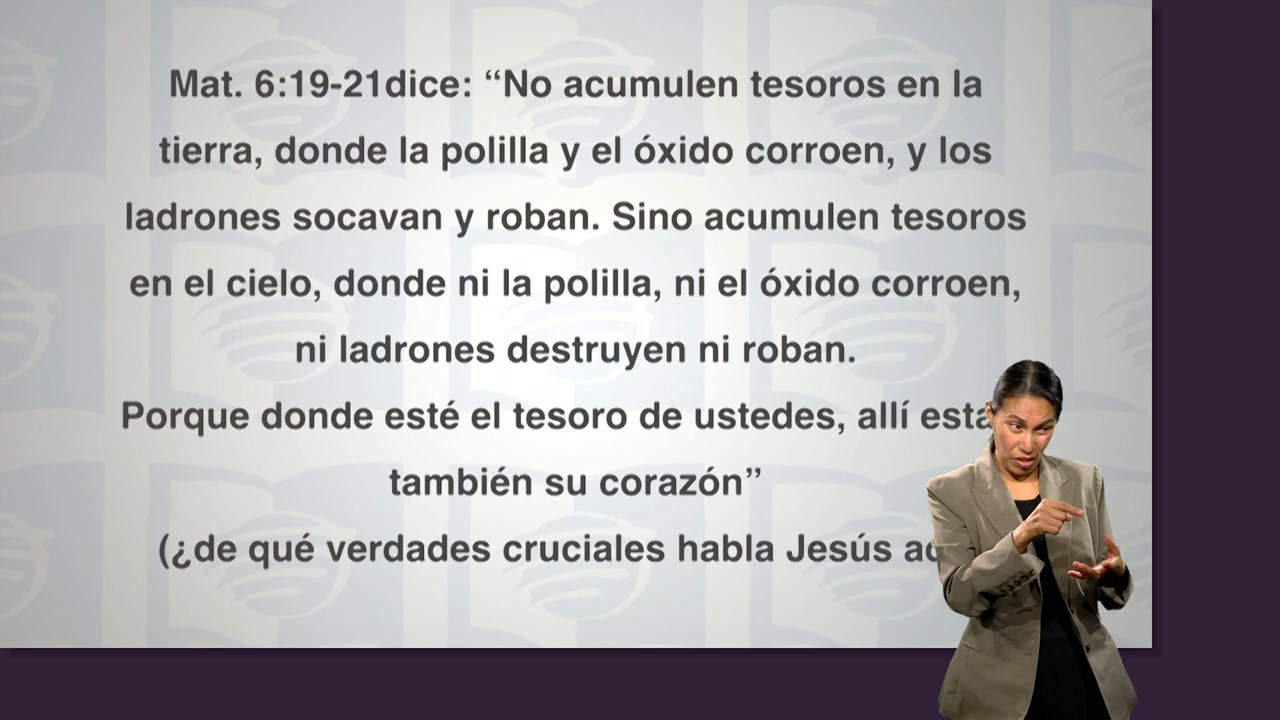 Mat. 6:19-21dice: “No acumulen tesoros en la
tierra, donde la polilla y el óxido corroen, y los
ladrones socavan y roban. Sino acumulen tesoros
en el cielo, donde ni la polilla, ni el óxido corroen,
ni ladrones destruyen ni roban.
Porque donde esté el tesoro de ustedes, allí
también su corazón”
(¿de qué verdades cruciales habla Jesús